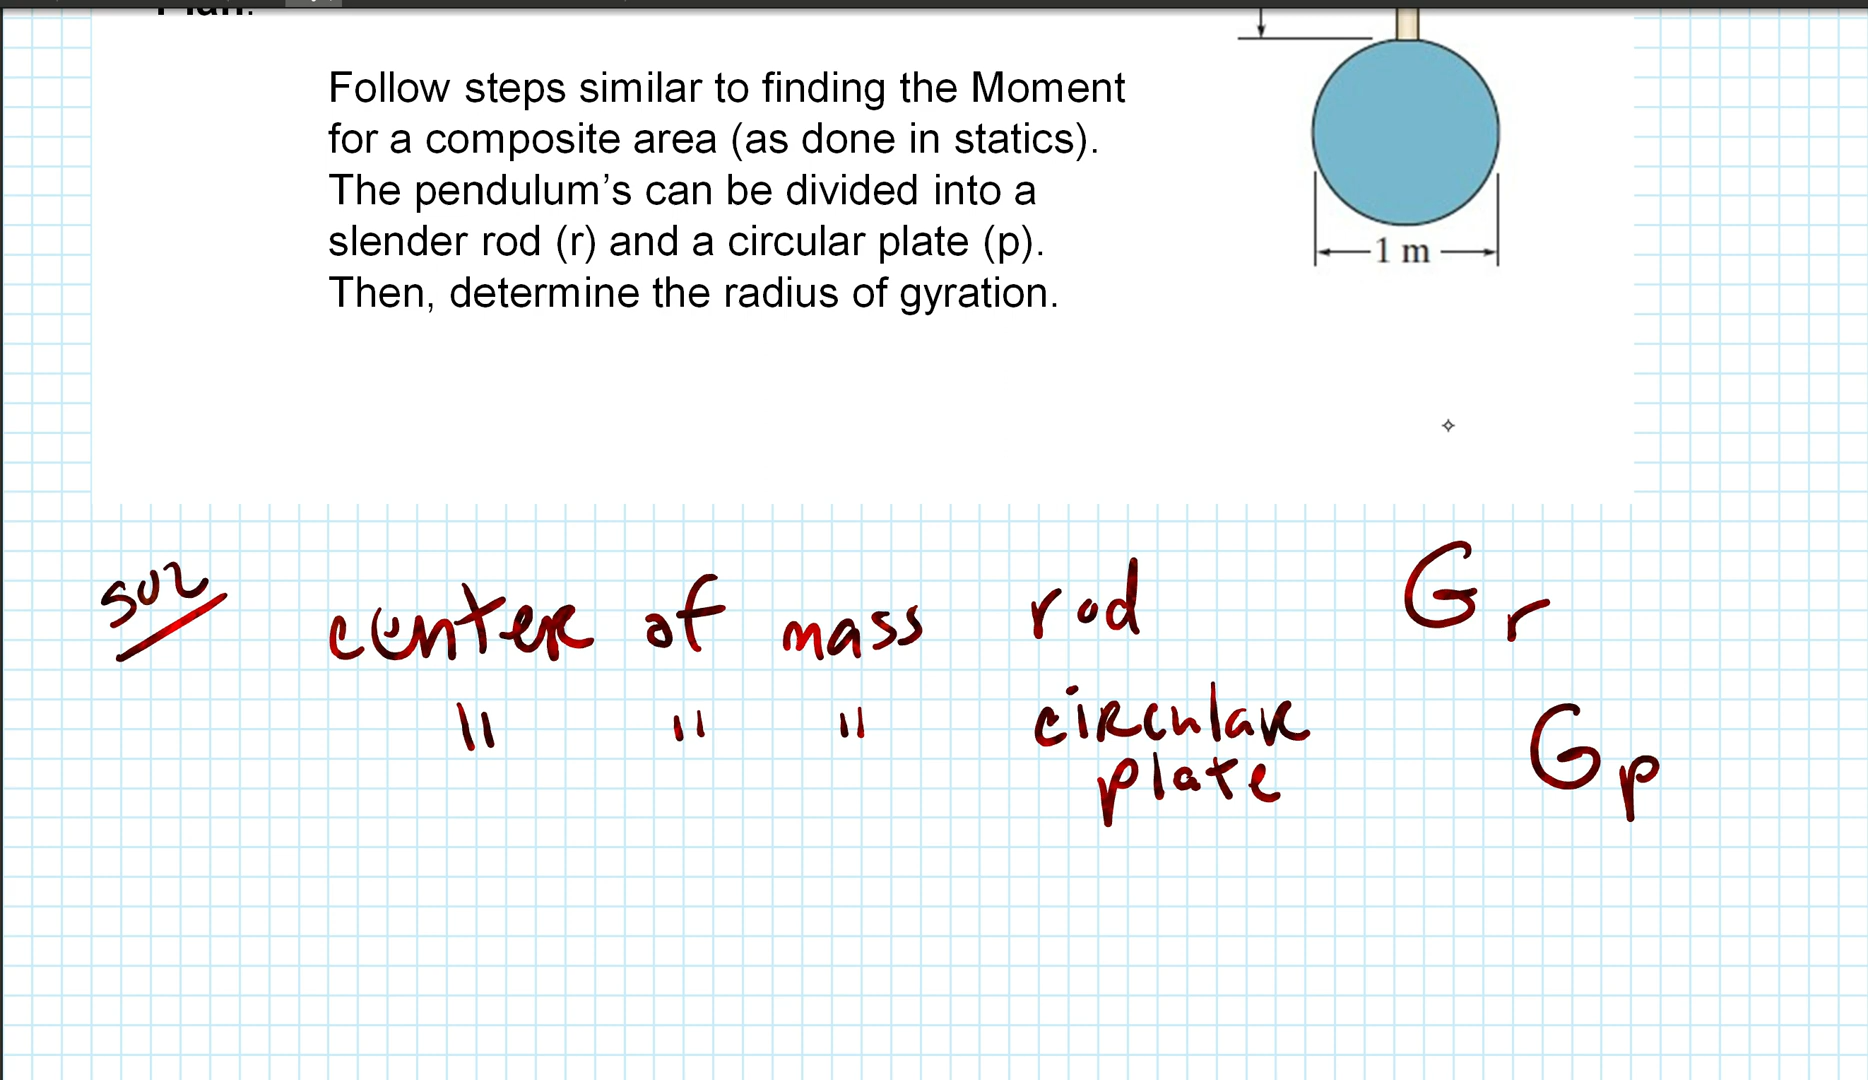 Plan:
Follow steps similar to finding the Moment
for a composite area (as done in statics).
The pendulum’s can be divided into a
slender rod (r) and a circular plate (p).
Then, determine the radius of gyration.
1 m
center of mass rod Gr
" " " circular
plate Gp